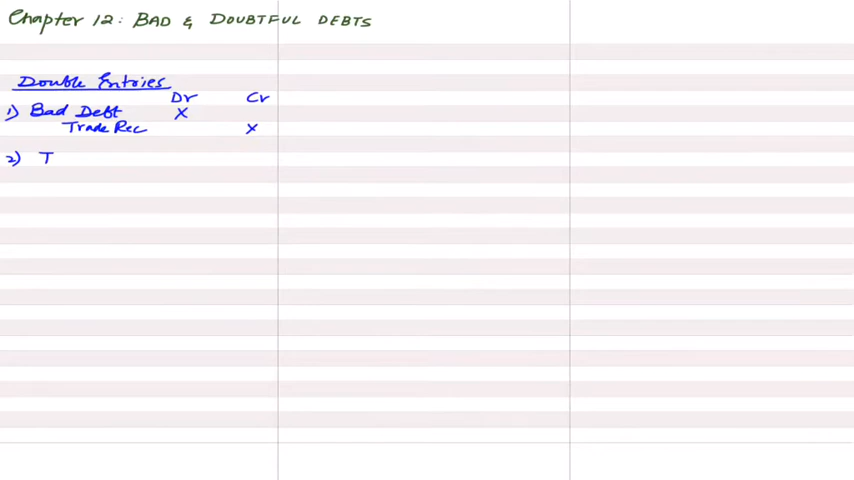 Chapter 12: BAD & DOUBTFUL DEBTS
Double Entries
Dr Cr
1) Bad Debt X
Trade Rec X
2) T